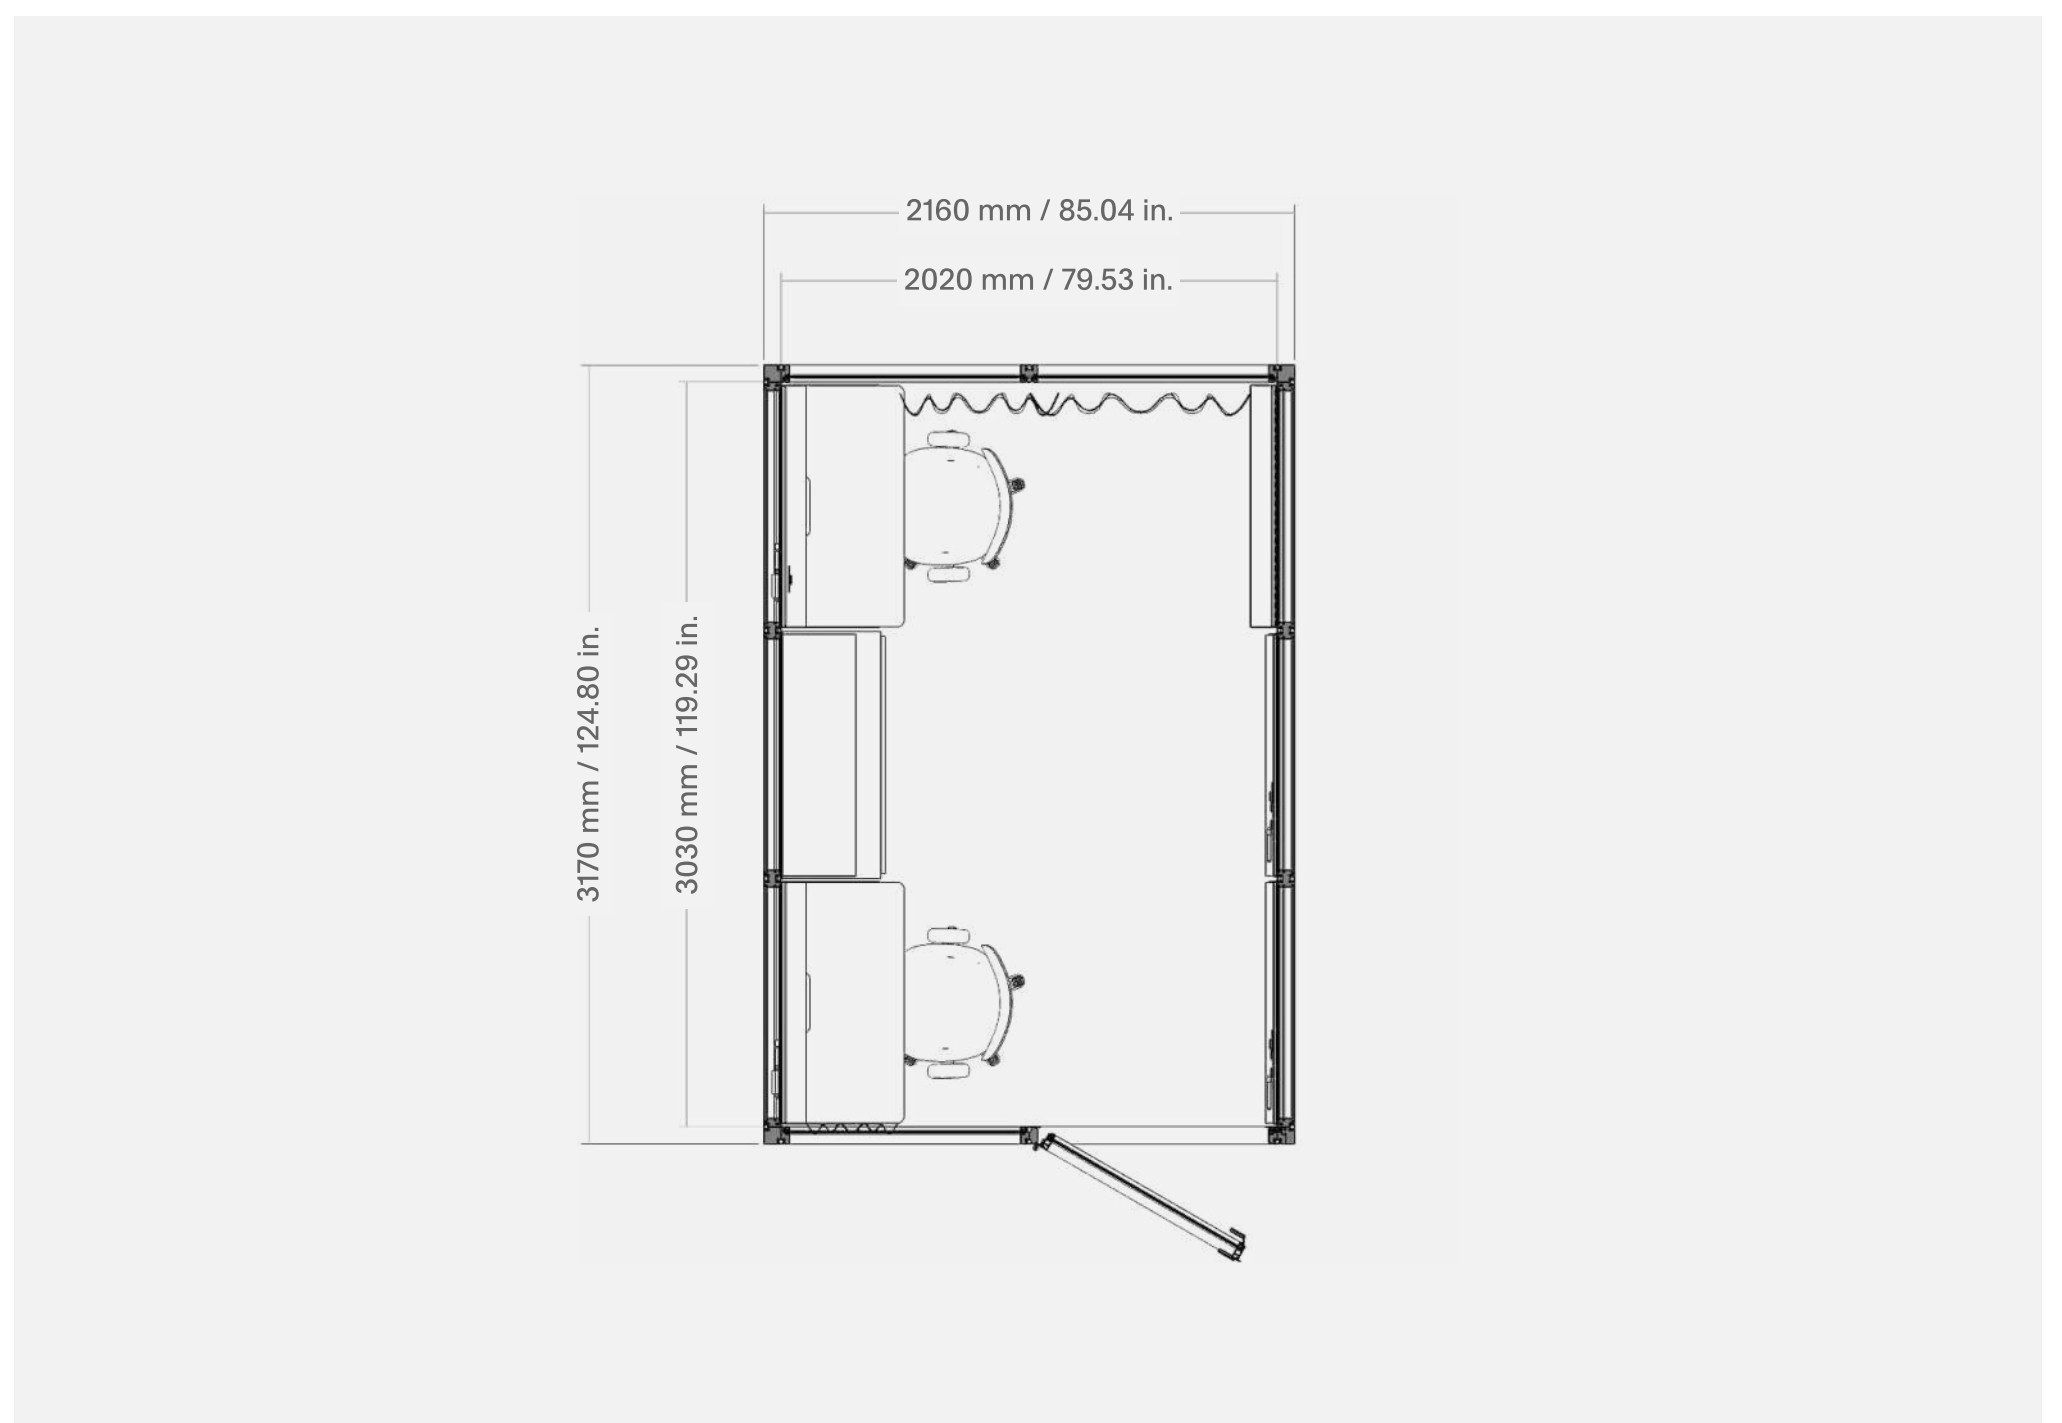 2160 mm / 85.04 in.
2020 mm / 79.53 in.
3170 mm / 124.80 in.
3030 mm / 119.29 in.